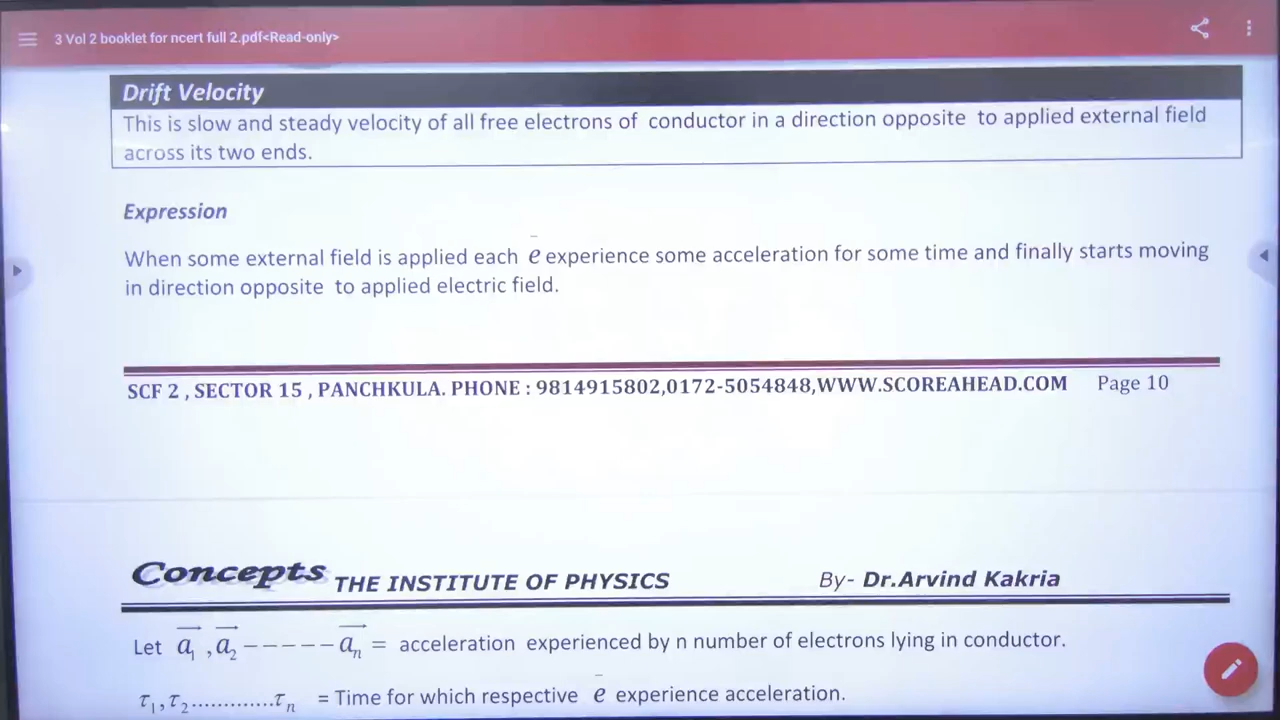 3 Vol 2 booklet for ncert full 2.pdf<Read-only>
Drift Velocity
This is slow and steady velocity of all free electrons of conductor in a direction opposite to applied external field
across its two ends.
Expression
When some external field is applied each e̅ experience some acceleration for some time and finally starts moving
in direction opposite to applied electric field.
SCF 2 , SECTOR 15 , PANCHKULA. PHONE : 9814915802,0172-5054848,WWW.SCOREAHEAD.COM Page 10
Concepts THE INSTITUTE OF PHYSICS By- Dr.Arvind Kakria
Let a⃗₁ ,a⃗₂ ----- a⃗ₙ = acceleration experienced by n number of electrons lying in conductor.
τ₁,τ₂.............τₙ = Time for which respective e̅ experience acceleration.